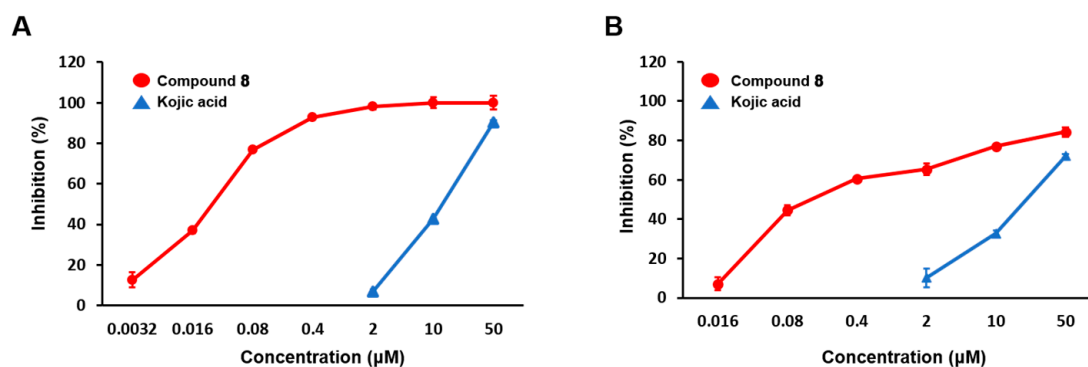 A
120
100
80
60
40
20
0
Inhibition (%)
Compound 8
Kojic acid
0.0032 0.016 0.08 0.4 2 10 50
Concentration (µM)
B
120
100
80
60
40
20
0
Inhibition (%)
Compound 8
Kojic acid
0.016 0.08 0.4 2 10 50
Concentration (µM)